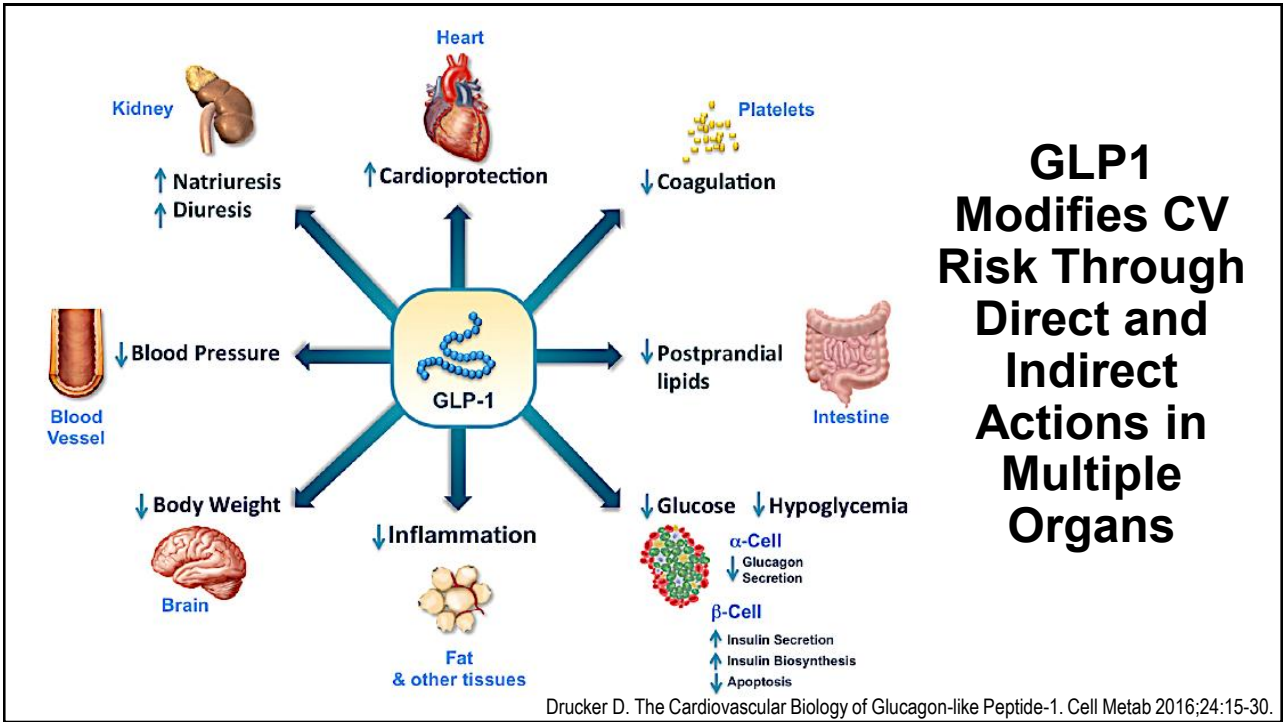 Heart
Kidney
Platelets
↑ Natriuresis
↑ Diuresis
↑ Cardioprotection
↓ Coagulation
GLP1
Modifies CV
Risk Through
Direct and
Indirect
Actions in
Multiple
Organs
↓ Blood Pressure
Blood
Vessel
GLP-1
↓ Postprandial
lipids
Intestine
↓ Body Weight
Brain
↓ Inflammation
Fat
& other tissues
↓ Glucose ↓ Hypoglycemia
α-Cell
↓ Glucagon
Secretion
β-Cell
↑ Insulin Secretion
↑ Insulin Biosynthesis
↓ Apoptosis
Drucker D. The Cardiovascular Biology of Glucagon-like Peptide-1. Cell Metab 2016;24:15-30.